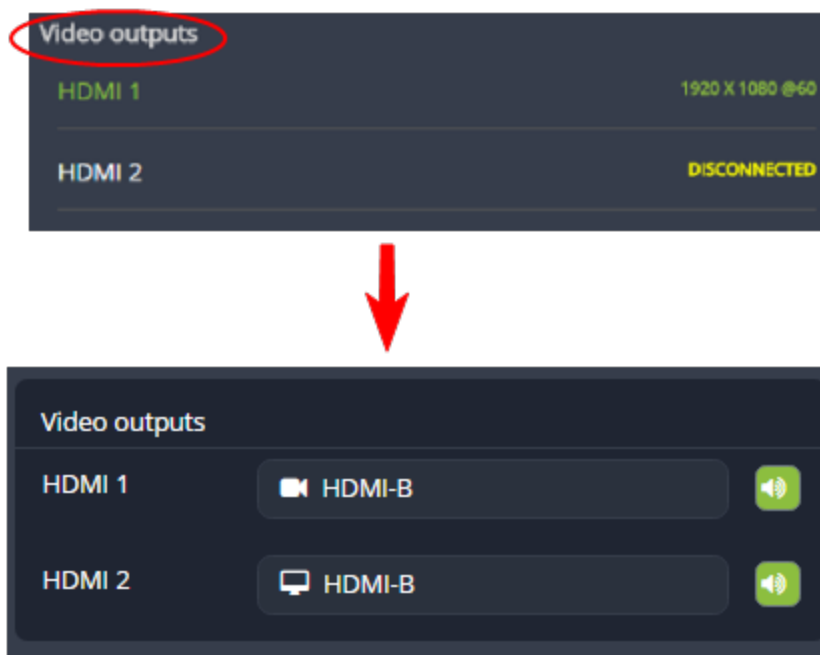 Video outputs
HDMI 1 1920 X 1080 @60
HDMI 2 DISCONNECTED
Video outputs
HDMI 1 HDMI-B
HDMI 2 HDMI-B